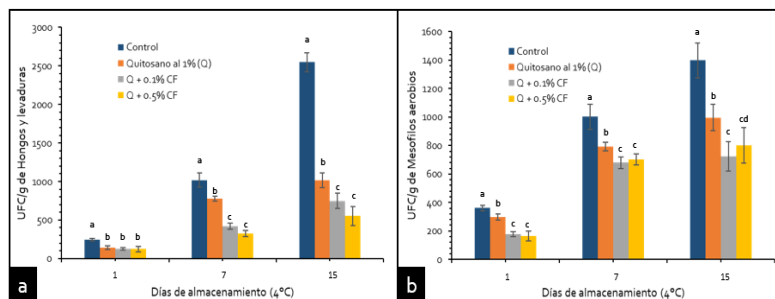 3000
2500
2000
1500
1000
500
0
UFC/g de Hongos y levaduras
Control
Quitosano al 1% (Q)
Q + 0.1% CF
Q + 0.5% CF
a
b b b
a
b
c
c
a
b
c
c
1 7 15
Días de almacenamiento (4°C)
a
1600
1400
1200
1000
800
600
400
200
0
UFC/g de Mesofilos aerobios
Control
Quitosano al 1% (Q)
Q + 0.1% CF
Q + 0.5% CF
a
b
c c
a
b
c c
a
b
c
cd
1 7 15
Días de almacenamiento (4°C)
b